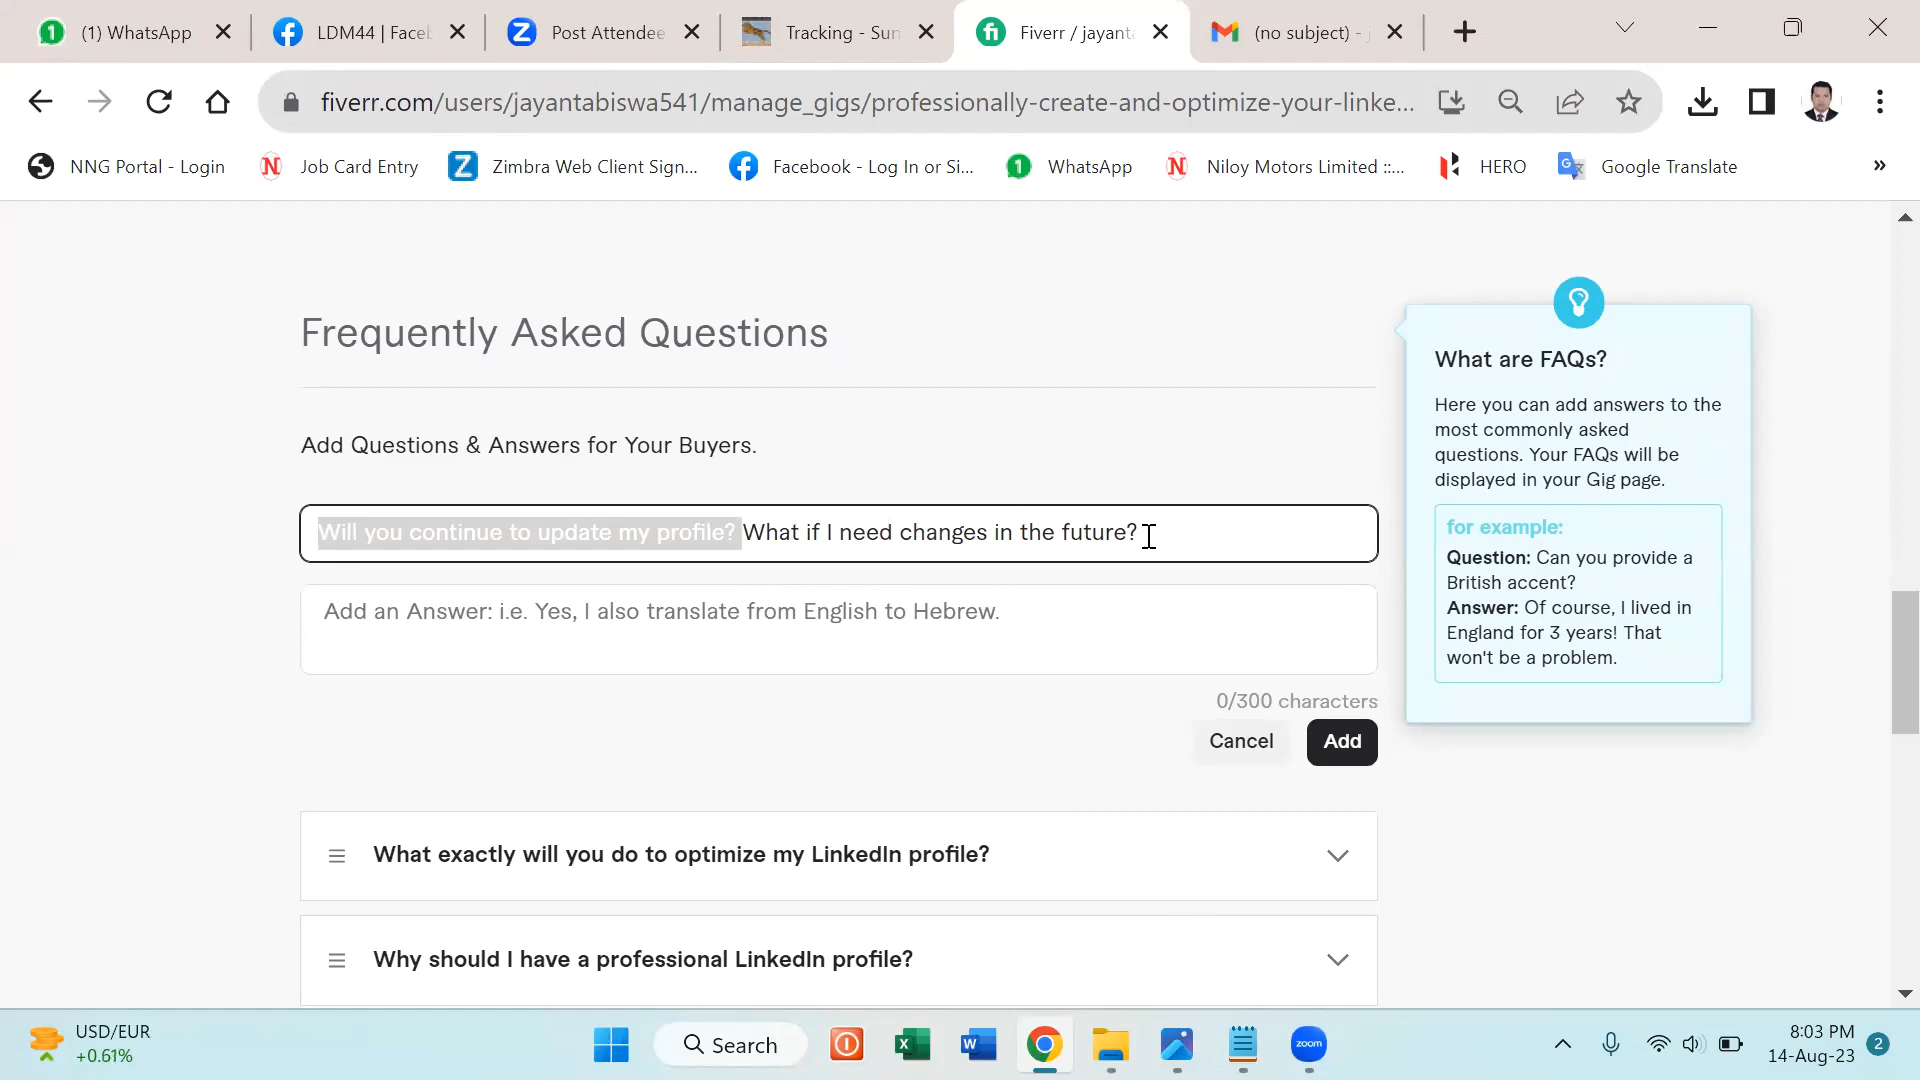 (1) WhatsApp
LDM44 | Faceb
Post Attendee
Tracking - Sun
Fiverr / jayanta
(no subject) -
fiverr.com/users/jayantabiswa541/manage_gigs/professionally-create-and-optimize-your-linke...
NNG Portal - Login
Job Card Entry
Zimbra Web Client Sign...
Facebook - Log In or Si...
WhatsApp
Niloy Motors Limited ::...
HERO
Google Translate
»
Frequently Asked Questions
Add Questions & Answers for Your Buyers.
Will you continue to update my profile? What if I need changes in the future?
Add an Answer: i.e. Yes, I also translate from English to Hebrew.
0/300 characters
Cancel
Add
What exactly will you do to optimize my LinkedIn profile?
Why should I have a professional LinkedIn profile?
What are FAQs?
Here you can add answers to the
most commonly asked
questions. Your FAQs will be
displayed in your Gig page.
for example:
Question: Can you provide a
British accent?
Answer: Of course, I lived in
England for 3 years! That
won't be a problem.
USD/EUR
+0.61%
Search
zoom
8:03 PM
14-Aug-23
2